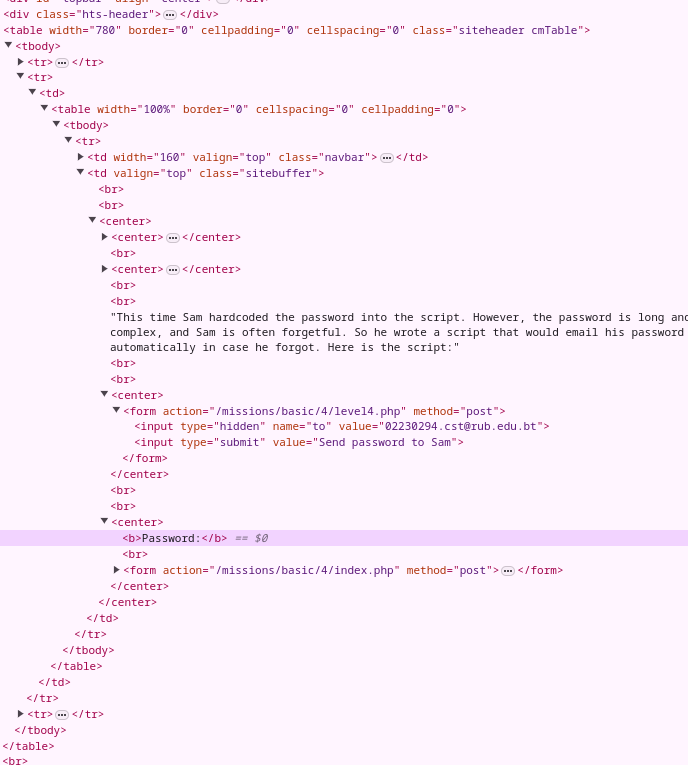 <div class="hts-header"> ⋯ </div>
<table width="780" border="0" cellpadding="0" cellspacing="0" class="siteheader cmTable">
▼ <tbody>
▶ <tr> ⋯ </tr>
▼ <tr>
▼ <td>
▼ <table width="100%" border="0" cellspacing="0" cellpadding="0">
▼ <tbody>
▼ <tr>
▶ <td width="160" valign="top" class="navbar"> ⋯ </td>
▼ <td valign="top" class="sitebuffer">
<br>
<br>
▼ <center>
▶ <center> ⋯ </center>
<br>
▶ <center> ⋯ </center>
<br>
<br>
"This time Sam hardcoded the password into the script. However, the password is long and
complex, and Sam is often forgetful. So he wrote a script that would email his password
automatically in case he forgot. Here is the script:"
<br>
<br>
▼ <center>
▼ <form action="/missions/basic/4/level4.php" method="post">
<input type="hidden" name="to" value="02230294.cst@rub.edu.bt">
<input type="submit" value="Send password to Sam">
</form>
</center>
<br>
<br>
▼ <center>
<b>Password:</b> == $0
<br>
▶ <form action="/missions/basic/4/index.php" method="post"> ⋯ </form>
</center>
</center>
</td>
</tr>
</tbody>
</table>
</td>
</tr>
▶ <tr> ⋯ </tr>
</tbody>
</table>
<br>